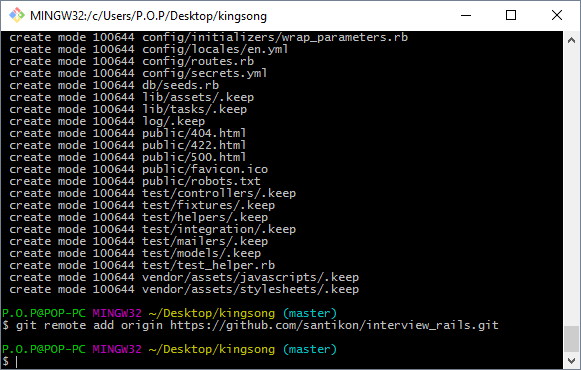 MINGW32:/c/Users/P.O.P/Desktop/kingsong
create mode 100644 config/initializers/wrap_parameters.rb
create mode 100644 config/locales/en.yml
create mode 100644 config/routes.rb
create mode 100644 config/secrets.yml
create mode 100644 db/seeds.rb
create mode 100644 lib/assets/.keep
create mode 100644 lib/tasks/.keep
create mode 100644 log/.keep
create mode 100644 public/404.html
create mode 100644 public/422.html
create mode 100644 public/500.html
create mode 100644 public/favicon.ico
create mode 100644 public/robots.txt
create mode 100644 test/controllers/.keep
create mode 100644 test/fixtures/.keep
create mode 100644 test/helpers/.keep
create mode 100644 test/integration/.keep
create mode 100644 test/mailers/.keep
create mode 100644 test/models/.keep
create mode 100644 test/test_helper.rb
create mode 100644 vendor/assets/javascripts/.keep
create mode 100644 vendor/assets/stylesheets/.keep
P.O.P@POP-PC MINGW32 ~/Desktop/kingsong (master)
$ git remote add origin https://github.com/santikon/interview_rails.git
P.O.P@POP-PC MINGW32 ~/Desktop/kingsong (master)
$